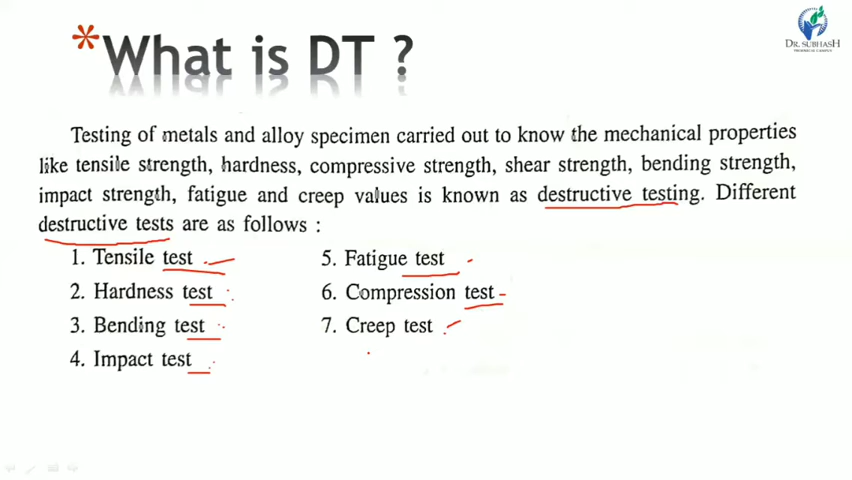 *What is DT ?
DR. SUBHASH
Testing of metals and alloy specimen carried out to know the mechanical properties
like tensile strength, hardness, compressive strength, shear strength, bending strength,
impact strength, fatigue and creep values is known as destructive testing. Different
destructive tests are as follows :
1. Tensile test
2. Hardness test
3. Bending test
4. Impact test
5. Fatigue test
6. Compression test
7. Creep test